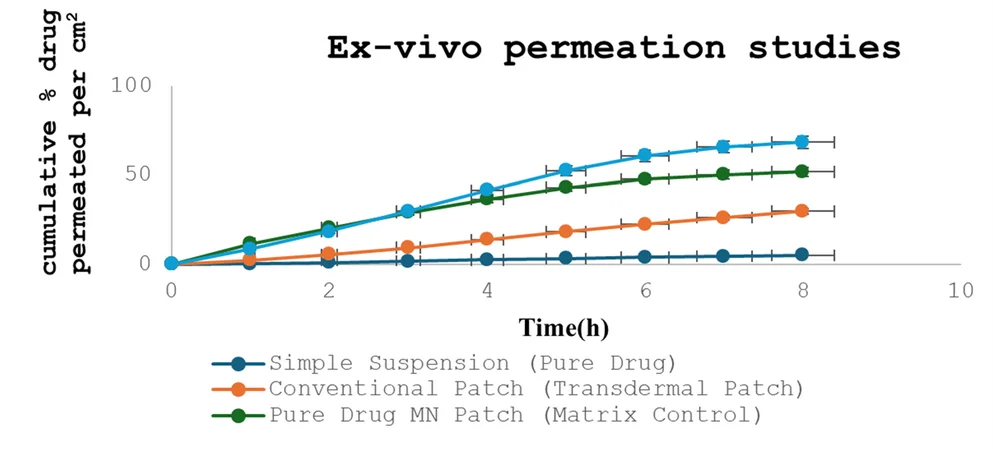 Ex-vivo permeation studies
cumulative % drug
permeated per cm²
100
50
0
0 2 4 6 8 10
Time(h)
Simple Suspension (Pure Drug)
Conventional Patch (Transdermal Patch)
Pure Drug MN Patch (Matrix Control)